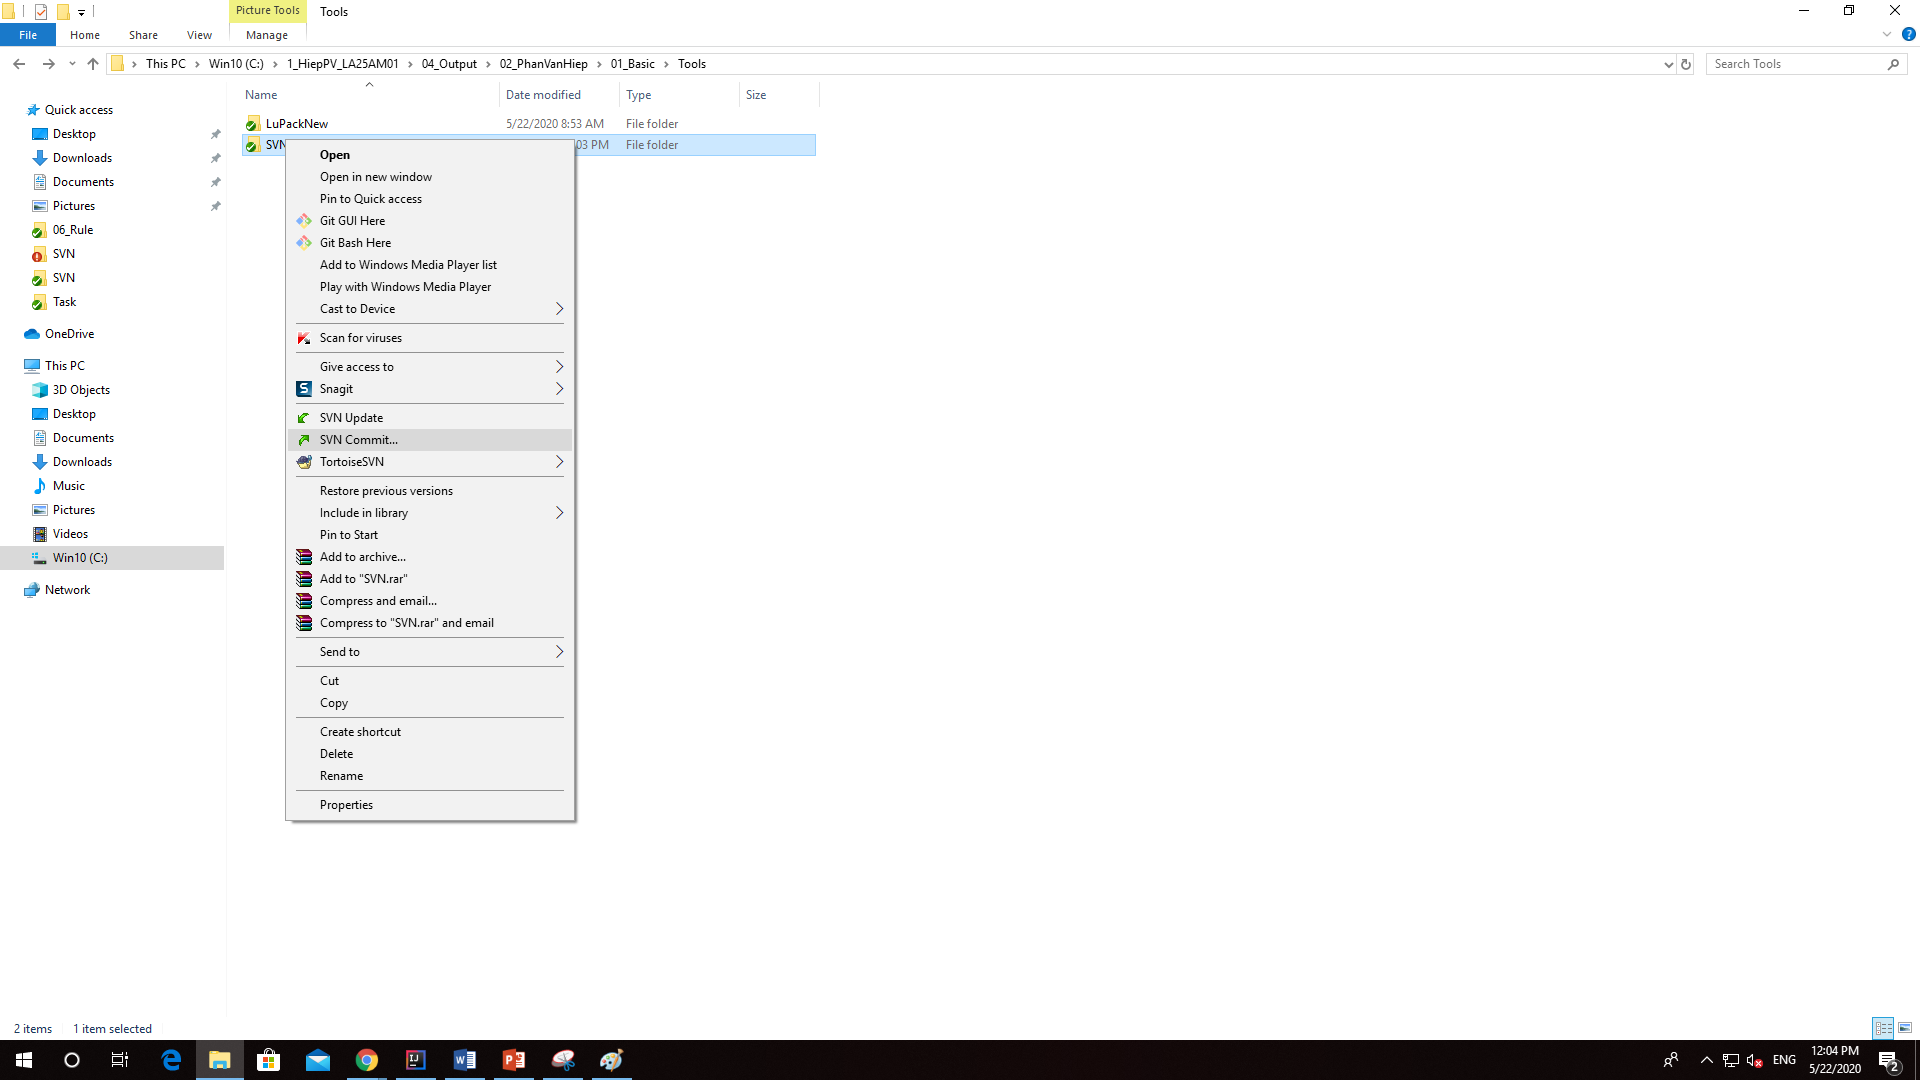 Picture Tools
Tools
File
Home
Share
View
Manage
This PC
Win10 (C:)
1_HiepPV_LA25AM01
04_Output
02_PhanVanHiep
01_Basic
Tools
Search Tools
Name
Date modified
Type
Size
LuPackNew
5/22/2020 8:53 AM
File folder
SVN
03 PM
File folder
Quick access
Desktop
Downloads
Documents
Pictures
06_Rule
SVN
SVN
Task
OneDrive
This PC
3D Objects
Desktop
Documents
Downloads
Music
Pictures
Videos
Win10 (C:)
Network
Open
Open in new window
Pin to Quick access
Git GUI Here
Git Bash Here
Add to Windows Media Player list
Play with Windows Media Player
Cast to Device
Scan for viruses
Give access to
Snagit
SVN Update
SVN Commit...
TortoiseSVN
Restore previous versions
Include in library
Pin to Start
Add to archive...
Add to "SVN.rar"
Compress and email...
Compress to "SVN.rar" and email
Send to
Cut
Copy
Create shortcut
Delete
Rename
Properties
2 items
1 item selected
ENG
12:04 PM
5/22/2020
2